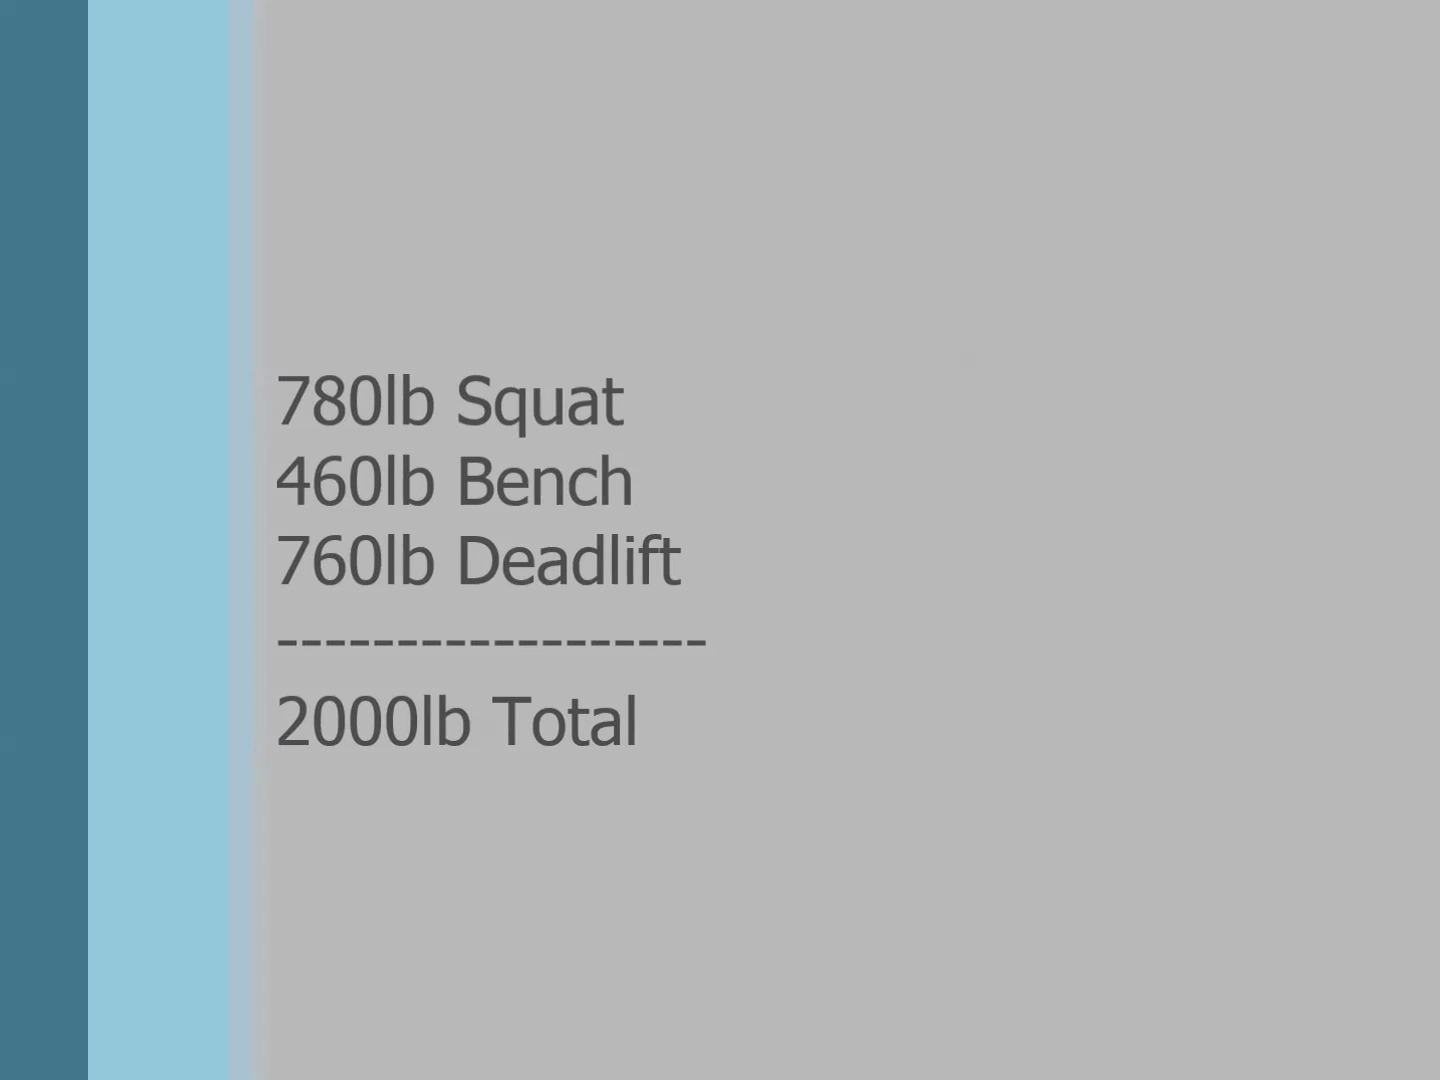 780lb Squat
460lb Bench
760lb Deadlift
------------------
2000lb Total